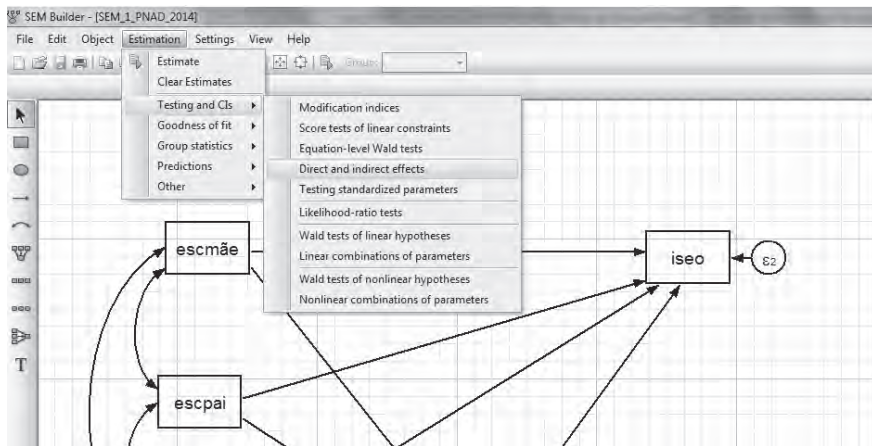 SEM Builder - [SEM_1_PNAD_2014]
File Edit Object Estimation Settings View Help
Estimate
Clear Estimates
Testing and CIs
Goodness of fit
Group statistics
Predictions
Other
Modification indices
Score tests of linear constraints
Equation-level Wald tests
Direct and indirect effects
Testing standardized parameters
Likelihood-ratio tests
Wald tests of linear hypotheses
Linear combinations of parameters
Wald tests of nonlinear hypotheses
Nonlinear combinations of parameters
T
escmãe
iseo
ε2
escpai